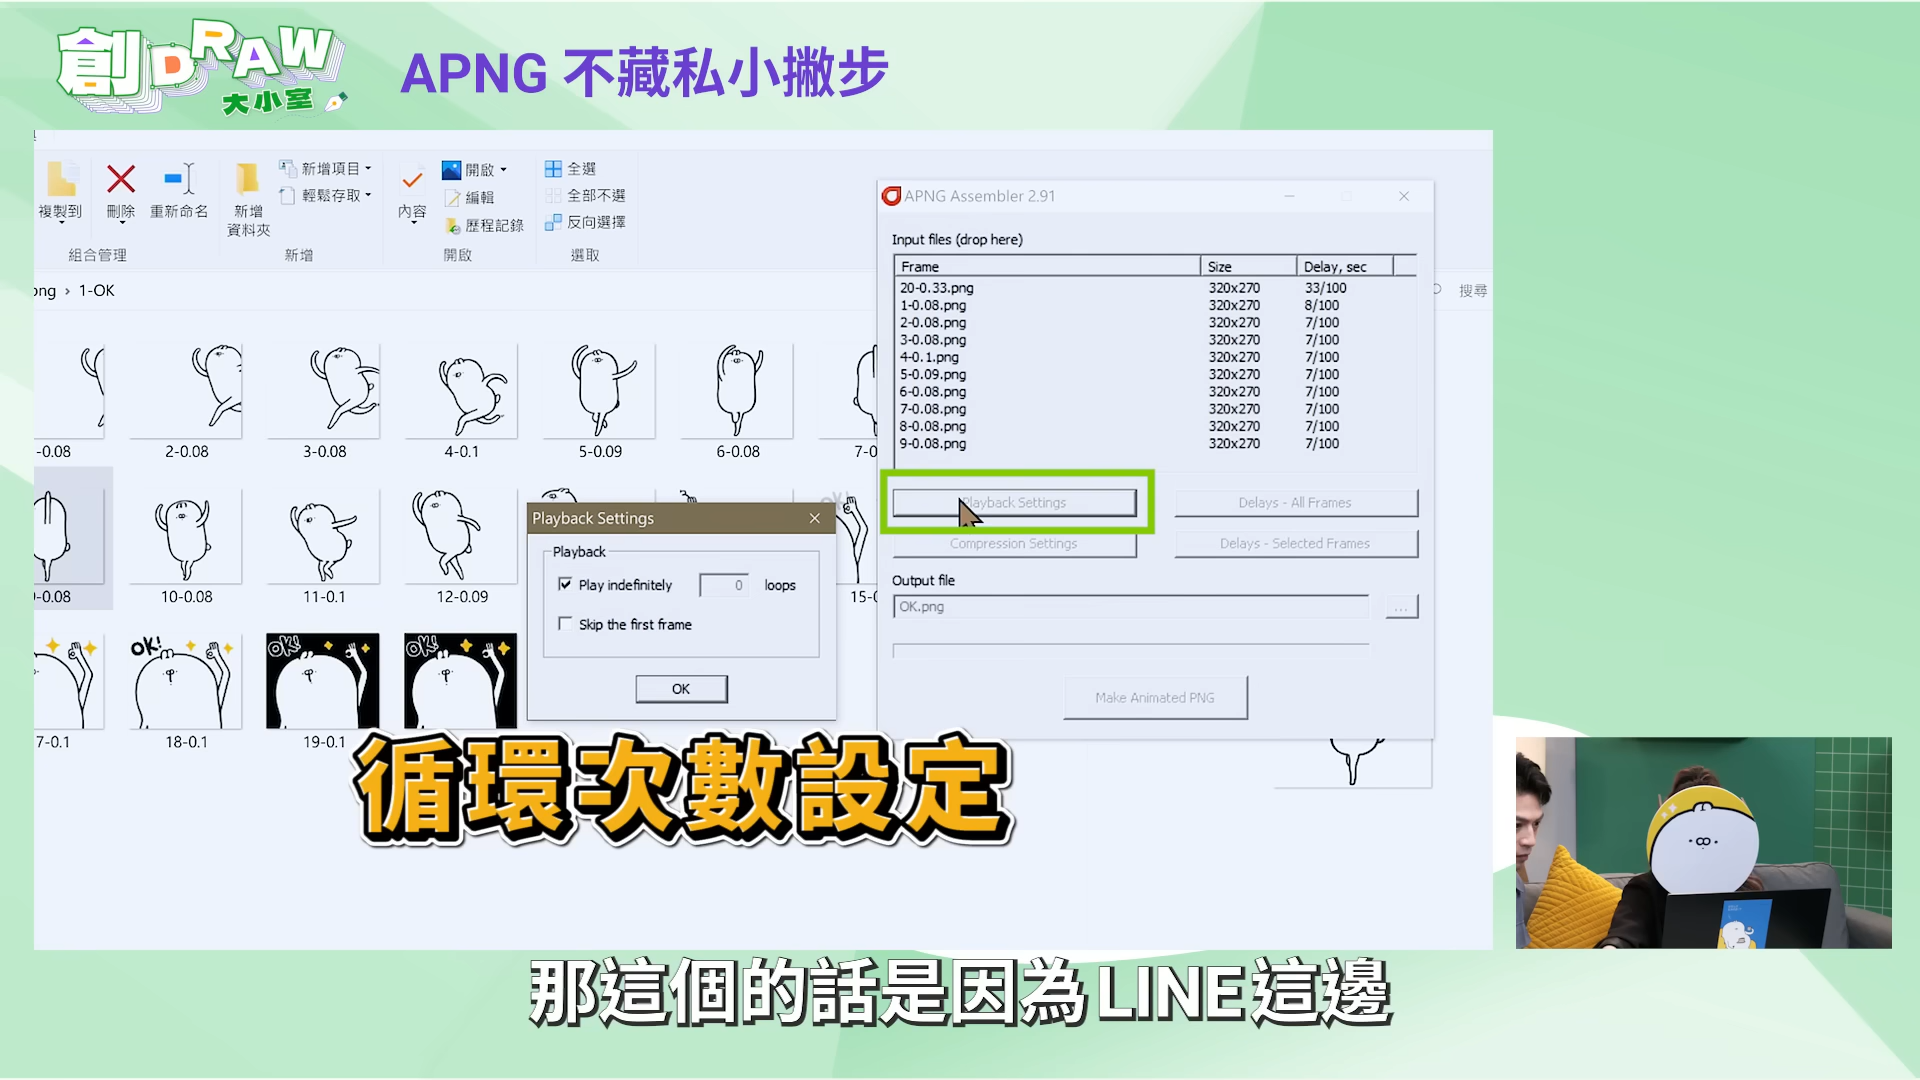 創DRAW
大小室
APNG 不藏私小撇步
複製到
刪除
重新命名
組合管理
新增
資料夾
新增項目
輕鬆存取
新增
內容
開啟
編輯
歷程記錄
開啟
全選
全部不選
反向選擇
選取
png › 1-OK
搜尋
-0.08
2-0.08
3-0.08
4-0.1
5-0.09
6-0.08
7-0
-0.08
10-0.08
11-0.1
12-0.09
15-0
OK!
OK!
OK!
7-0.1
18-0.1
19-0.1
APNG Assembler 2.91
Input files (drop here)
Frame Size Delay, sec
20-0.33.png 320x270 33/100
1-0.08.png 320x270 8/100
2-0.08.png 320x270 7/100
3-0.08.png 320x270 7/100
4-0.1.png 320x270 7/100
5-0.09.png 320x270 7/100
6-0.08.png 320x270 7/100
7-0.08.png 320x270 7/100
8-0.08.png 320x270 7/100
9-0.08.png 320x270 7/100
Playback Settings
Delays - All Frames
Compression Settings
Delays - Selected Frames
Output file
OK.png
...
Make Animated PNG
Playback Settings
Playback
Play indefinitely 0 loops
Skip the first frame
OK
循環次數設定
那這個的話是因為LINE這邊